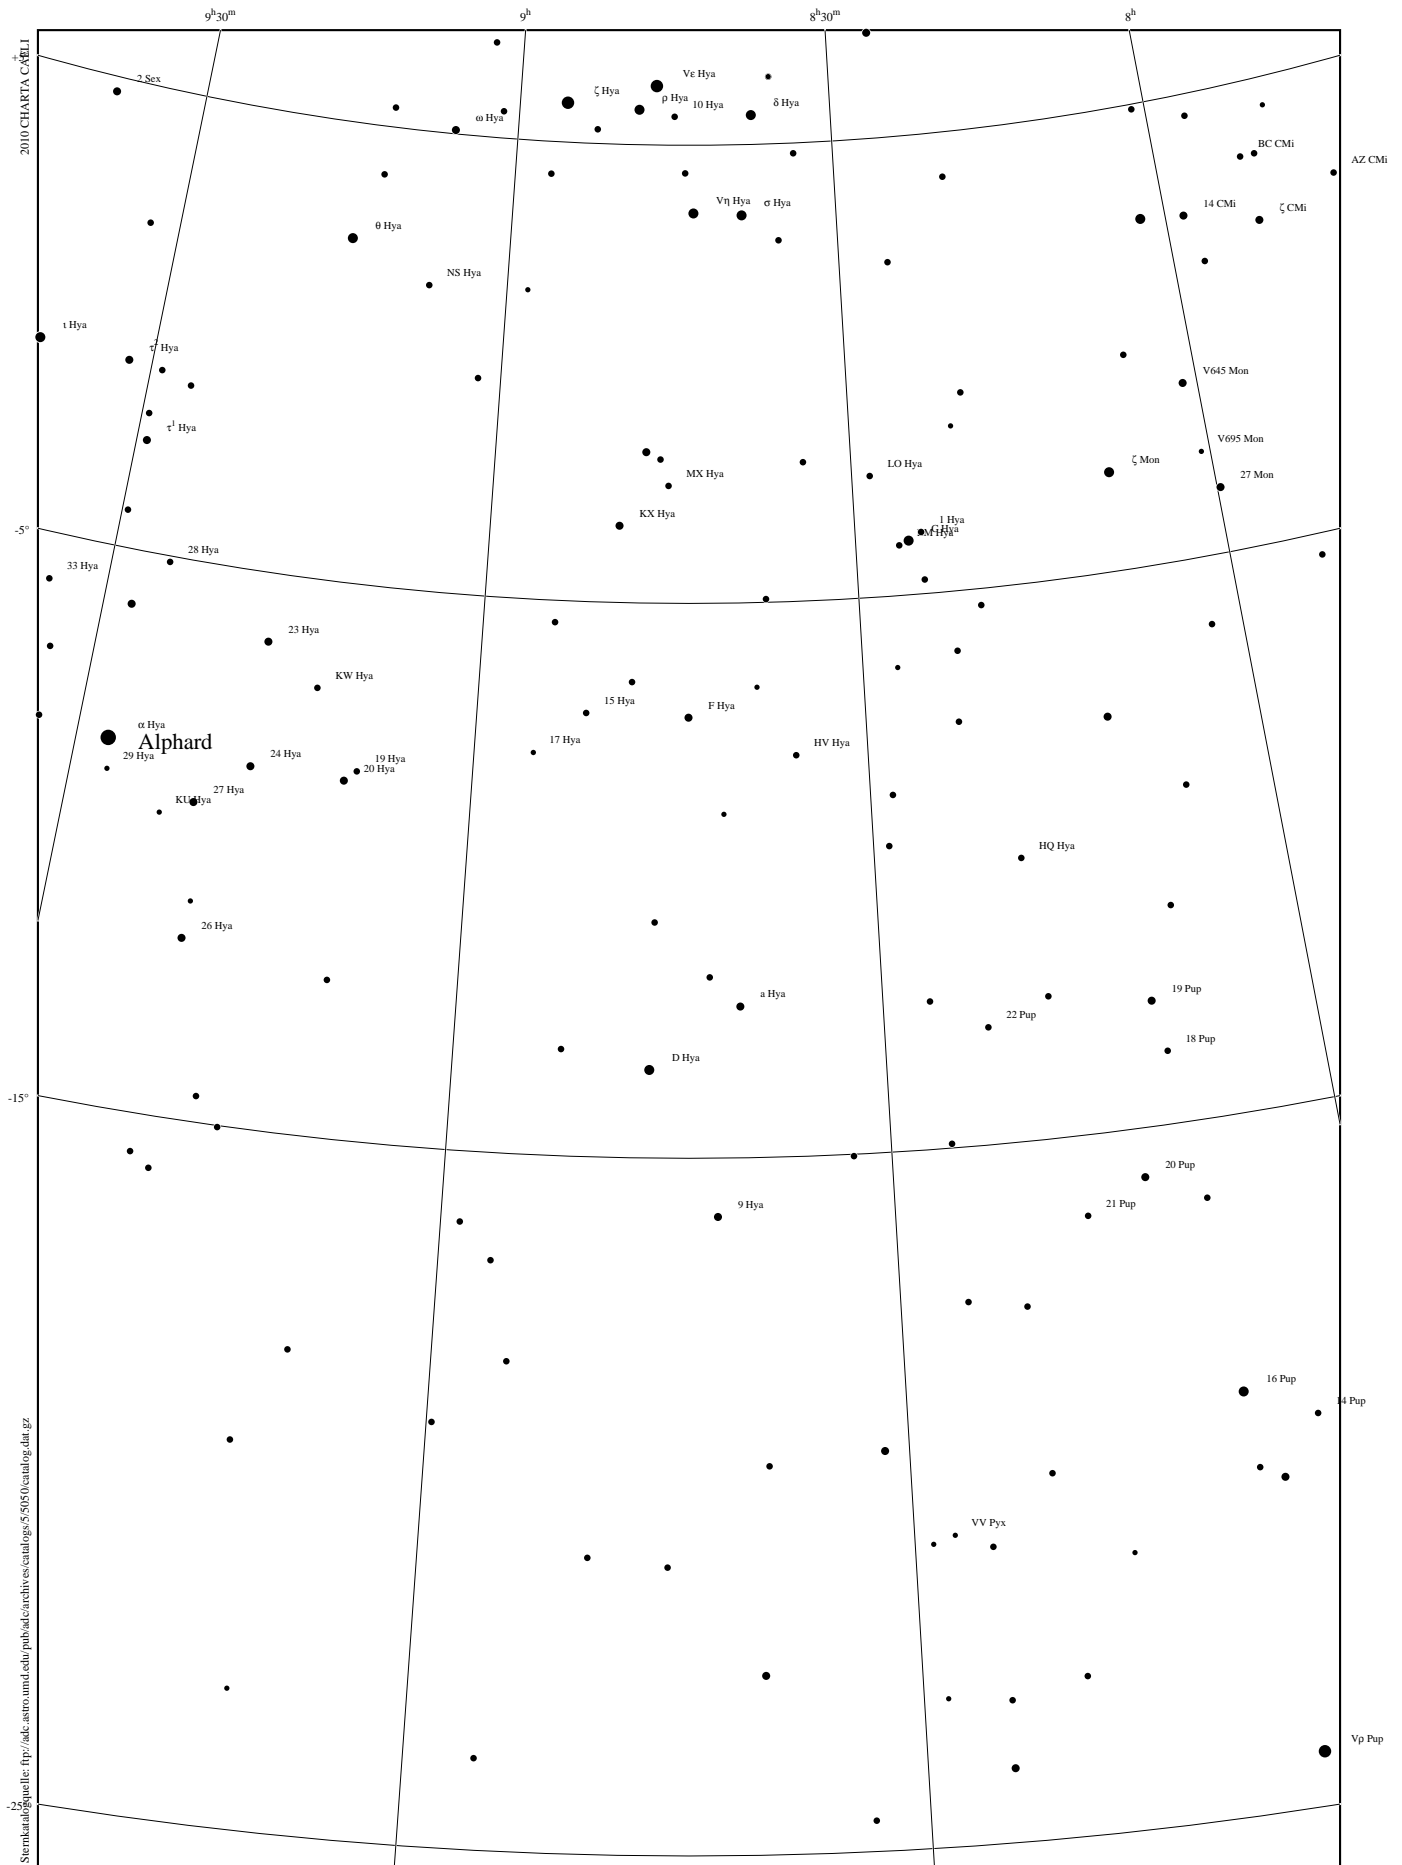 9h30m
9h
8h30m
8h
+5°
2010 CHARTA CAELI
2 Sex
Vε Hya
ζ Hya
ρ Hya
10 Hya
δ Hya
ω Hya
BC CMi
AZ CMi
Vη Hya
σ Hya
14 CMi
ζ CMi
θ Hya
NS Hya
ι Hya
τ2 Hya
V645 Mon
τ1 Hya
V695 Mon
ζ Mon
LO Hya
MX Hya
27 Mon
KX Hya
1 Hya
C Hya
-5°
28 Hya
33 Hya
23 Hya
KW Hya
15 Hya
F Hya
α Hya
Alphard
17 Hya
HV Hya
29 Hya
24 Hya
19 Hya
20 Hya
27 Hya
KU Hya
HQ Hya
26 Hya
a Hya
19 Pup
22 Pup
18 Pup
D Hya
-15°
20 Pup
9 Hya
21 Pup
16 Pup
14 Pup
VV Pyx
Vρ Pup
-25°
Sternkatalogquelle: ftp://adc.astro.umd.edu/pub/adc/archives/catalogs/5/5050/catalog.dat.gz